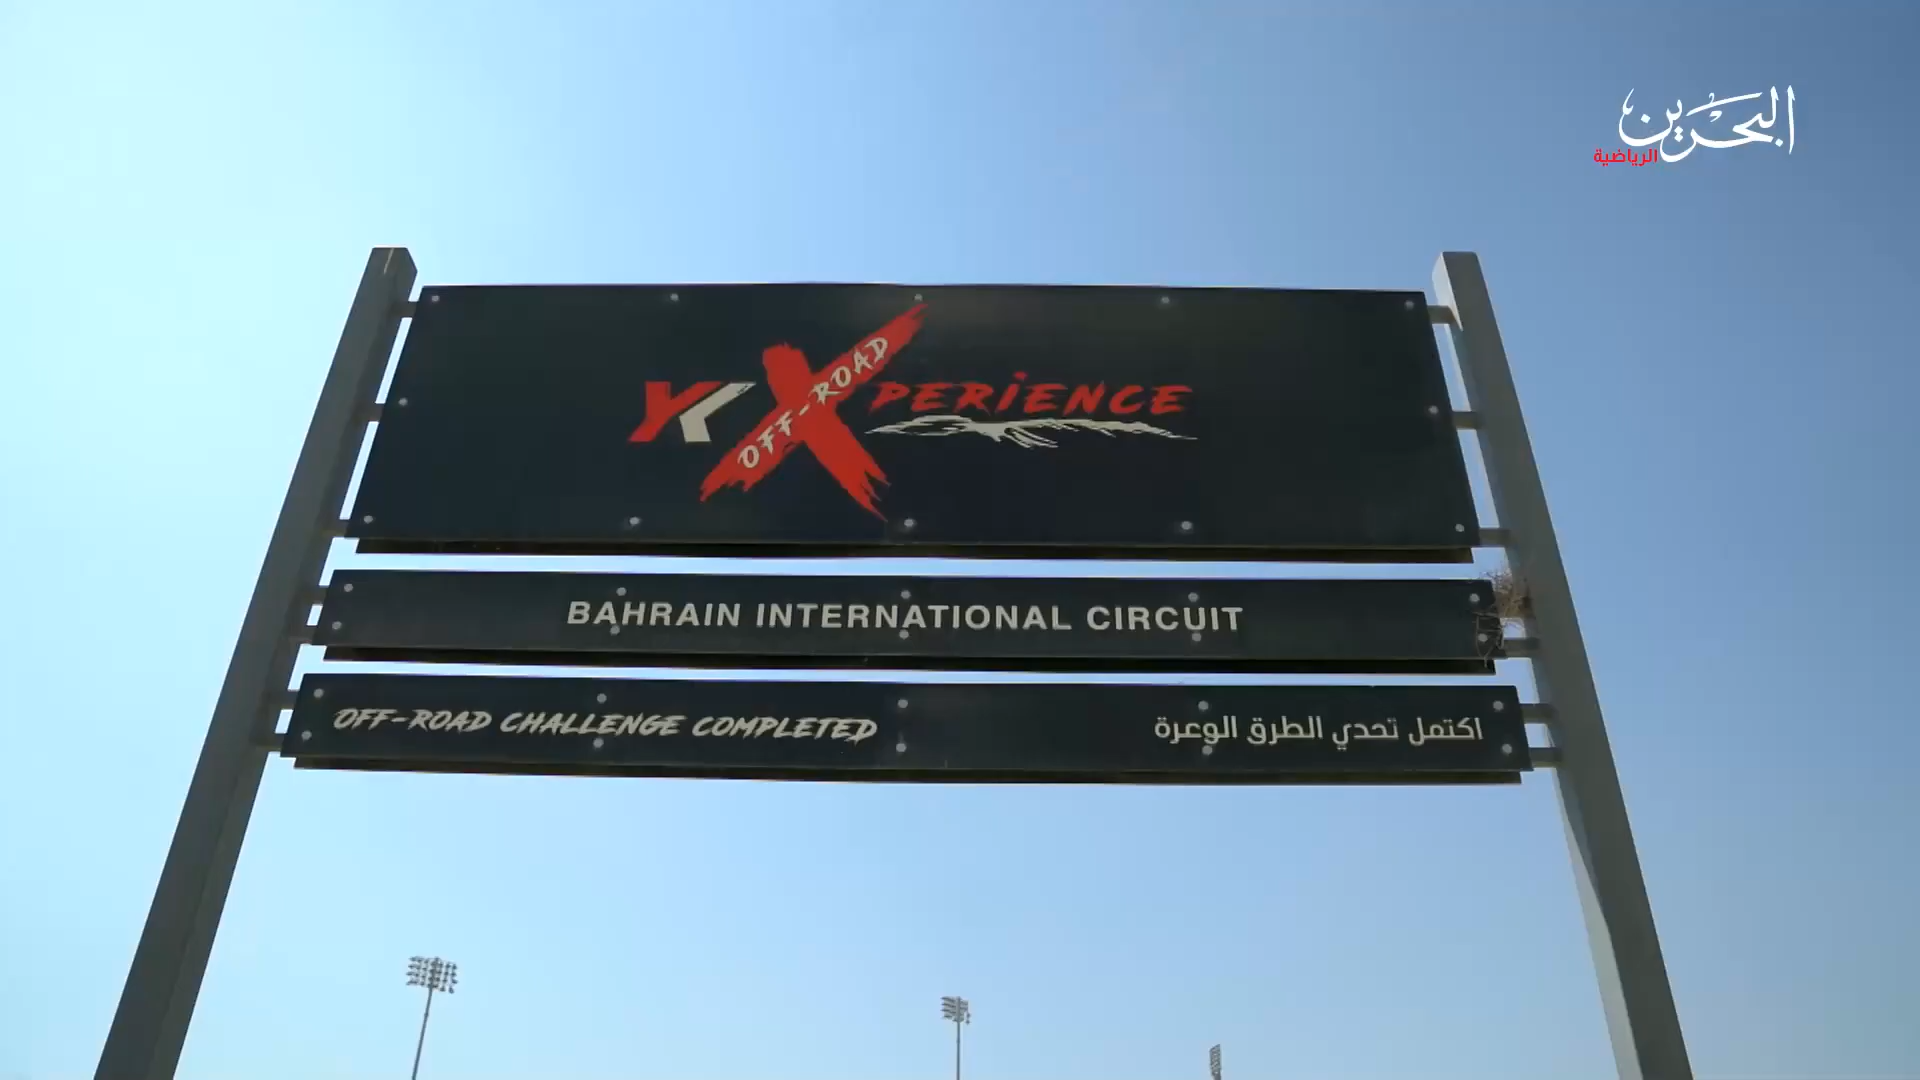 البحرين
الرياضية
YK XPERIENCE
OFF-ROAD
BAHRAIN INTERNATIONAL CIRCUIT
OFF-ROAD CHALLENGE COMPLETED
اكتمل تحدي الطرق الوعرة